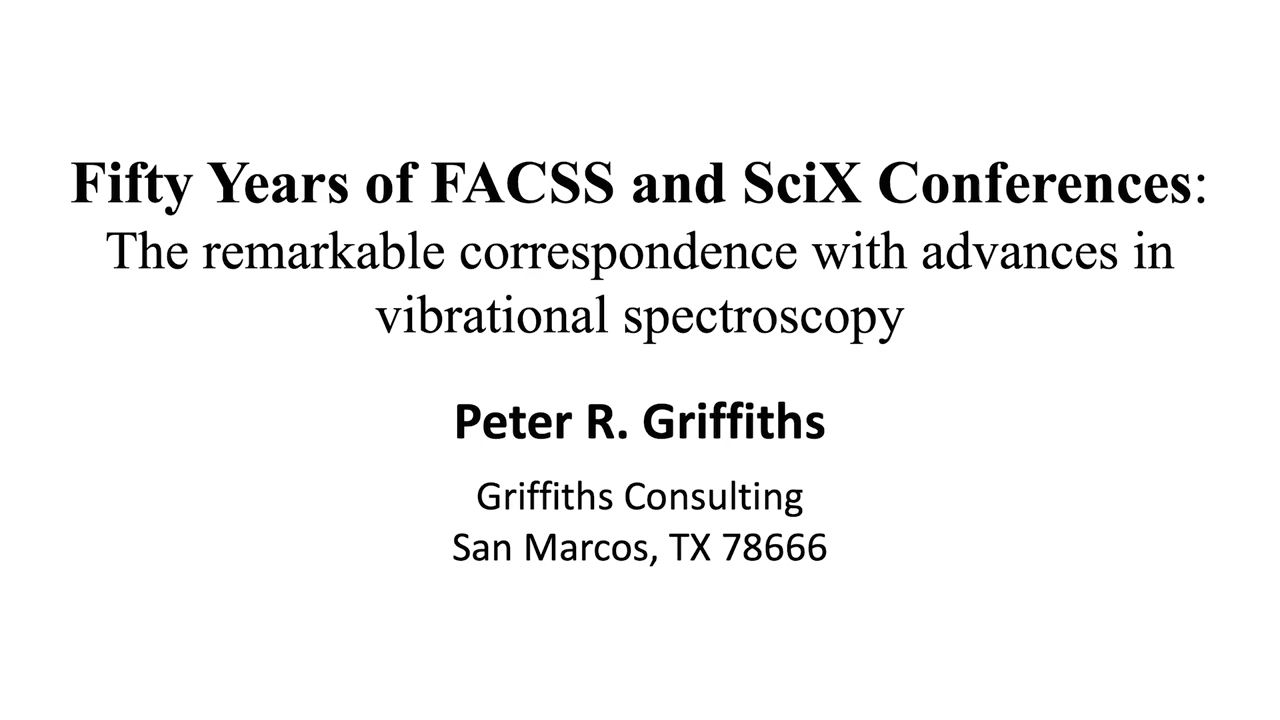 Fifty Years of FACSS and SciX Conferences:
The remarkable correspondence with advances in
vibrational spectroscopy
Peter R. Griffiths
Griffiths Consulting
San Marcos, TX 78666